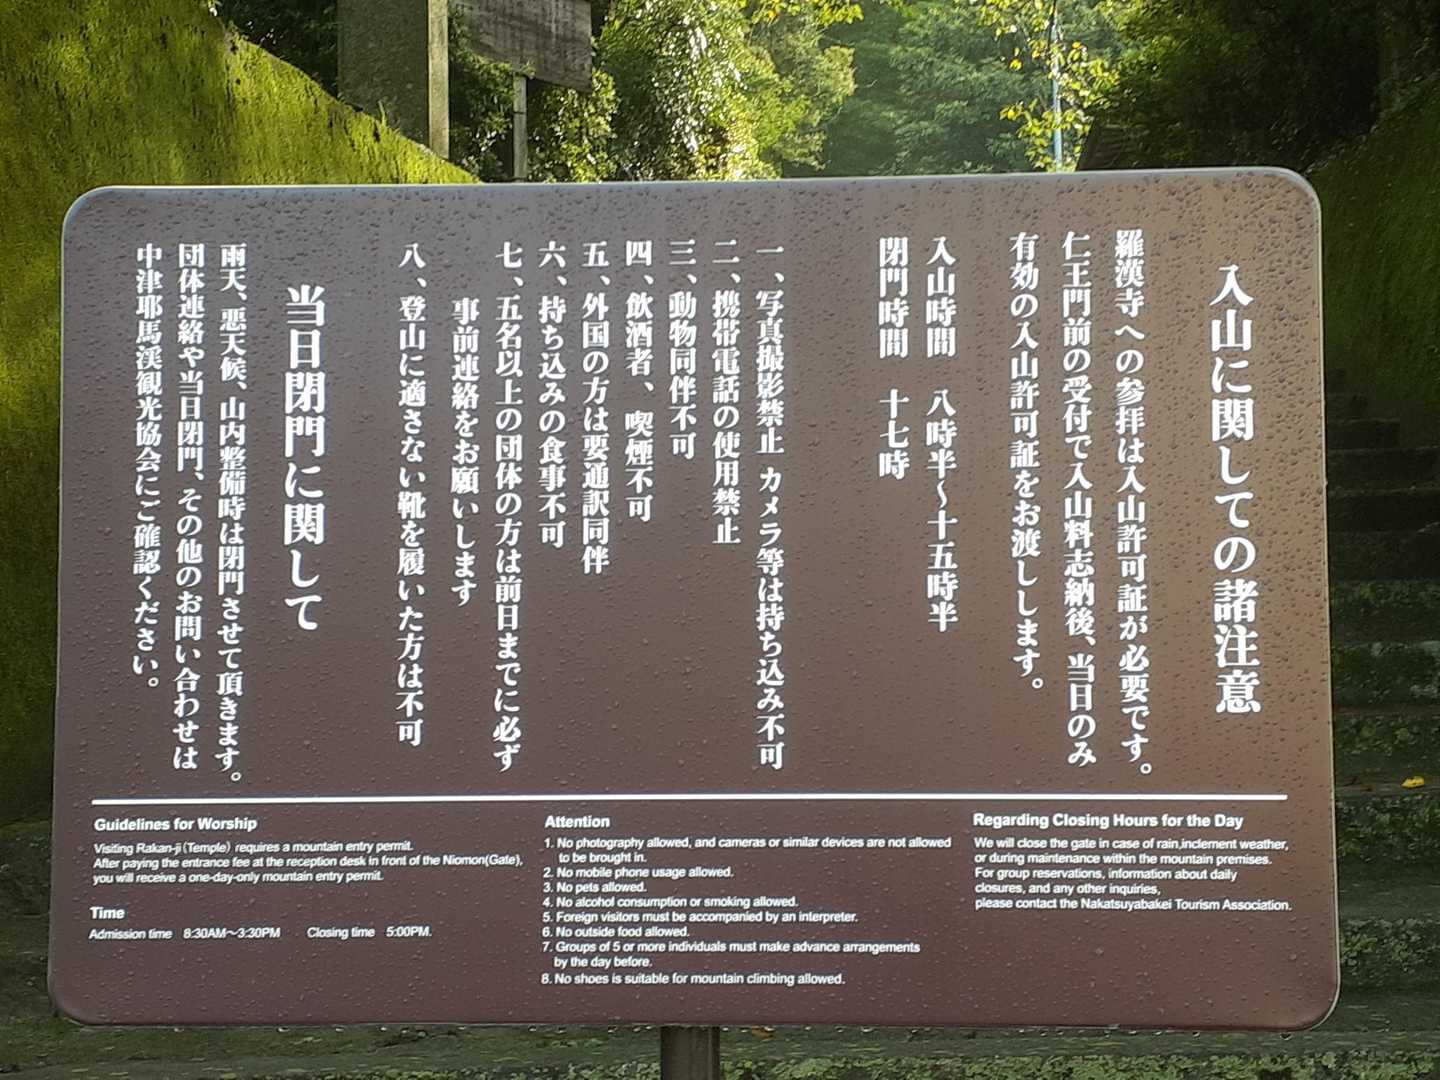 入山に関しての諸注意
羅漢寺への参拝は入山許可証が必要です。
仁王門前の受付で入山料志納後、当日のみ
有効の入山許可証をお渡しします。
入山時間　八時半～十五時半
閉門時間　十七時
一、写真撮影禁止 カメラ等は持ち込み不可
二、携帯電話の使用禁止
三、動物同伴不可
四、飲酒者、喫煙不可
五、外国の方は要通訳同伴
六、持ち込みの食事不可
七、五名以上の団体の方は前日までに必ず
事前連絡をお願いします
八、登山に適さない靴を履いた方は不可
当日閉門に関して
雨天、悪天候、山内整備時は閉門させて頂きます。
団体連絡や当日閉門、その他のお問い合わせは
中津耶馬渓観光協会にご確認ください。
Guidelines for Worship
Visiting Rakan-ji(Temple) requires a mountain entry permit.
After paying the entrance fee at the reception desk in front of the Niomon(Gate),
you will receive a one-day-only mountain entry permit.
Time
Admission time 8:30AM～3:30PM Closing time 5:00PM.
Attention
1. No photography allowed, and cameras or similar devices are not allowed
to be brought in.
2. No mobile phone usage allowed.
3. No pets allowed.
4. No alcohol consumption or smoking allowed.
5. Foreign visitors must be accompanied by an interpreter.
6. No outside food allowed.
7. Groups of 5 or more individuals must make advance arrangements
by the day before.
8. No shoes is suitable for mountain climbing allowed.
Regarding Closing Hours for the Day
We will close the gate in case of rain,inclement weather,
or during maintenance within the mountain premises.
For group reservations, information about daily
closures, and any other inquiries,
please contact the Nakatsuyabakei Tourism Association.